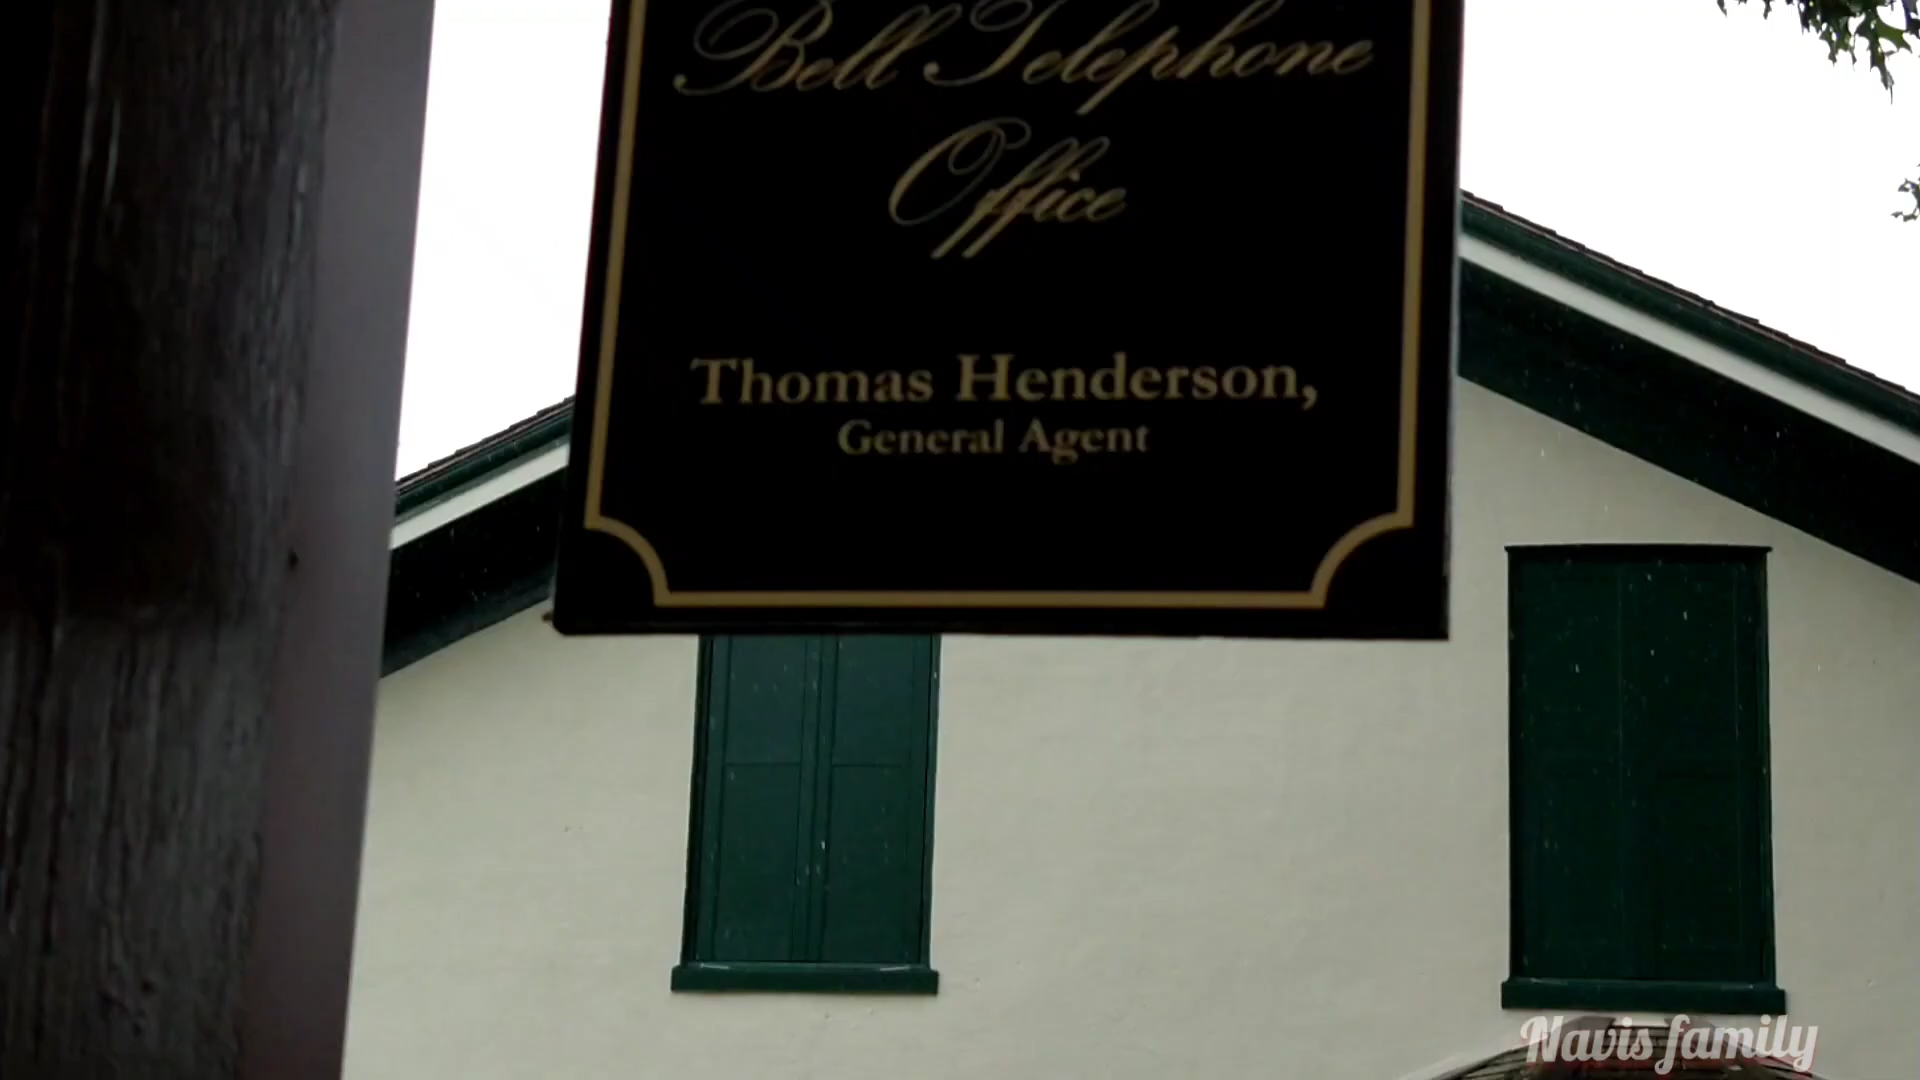 Bell Telephone
Office
Thomas Henderson,
General Agent
Navis family